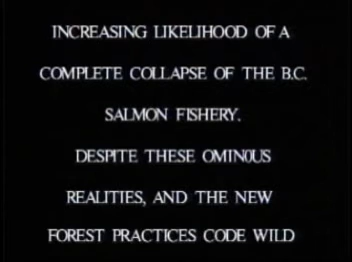 INCREASING LIKELIHOOD OF A
COMPLETE COLLAPSE OF THE B.C.
SALMON FISHERY.
DESPITE THESE OMINOUS
REALITIES, AND THE NEW
FOREST PRACTICES CODE WILD